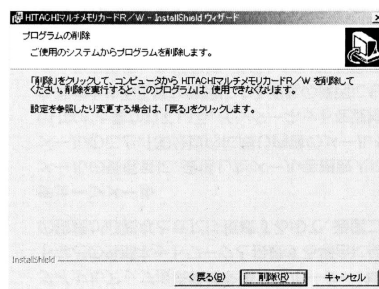 HITACHIマルチメモリカードR/W - InstallShield ウィザード
プログラムの削除
ご使用のシステムからプログラムを削除します。
「削除」をクリックして、コンピュータから HITACHIマルチメモリカードR/W を削除して
ください。削除を実行すると、このプログラムは、使用できなくなります。
設定を参照したり変更する場合は、「戻る」をクリックします。
InstallShield
< 戻る(B)
削除(R)
キャンセル